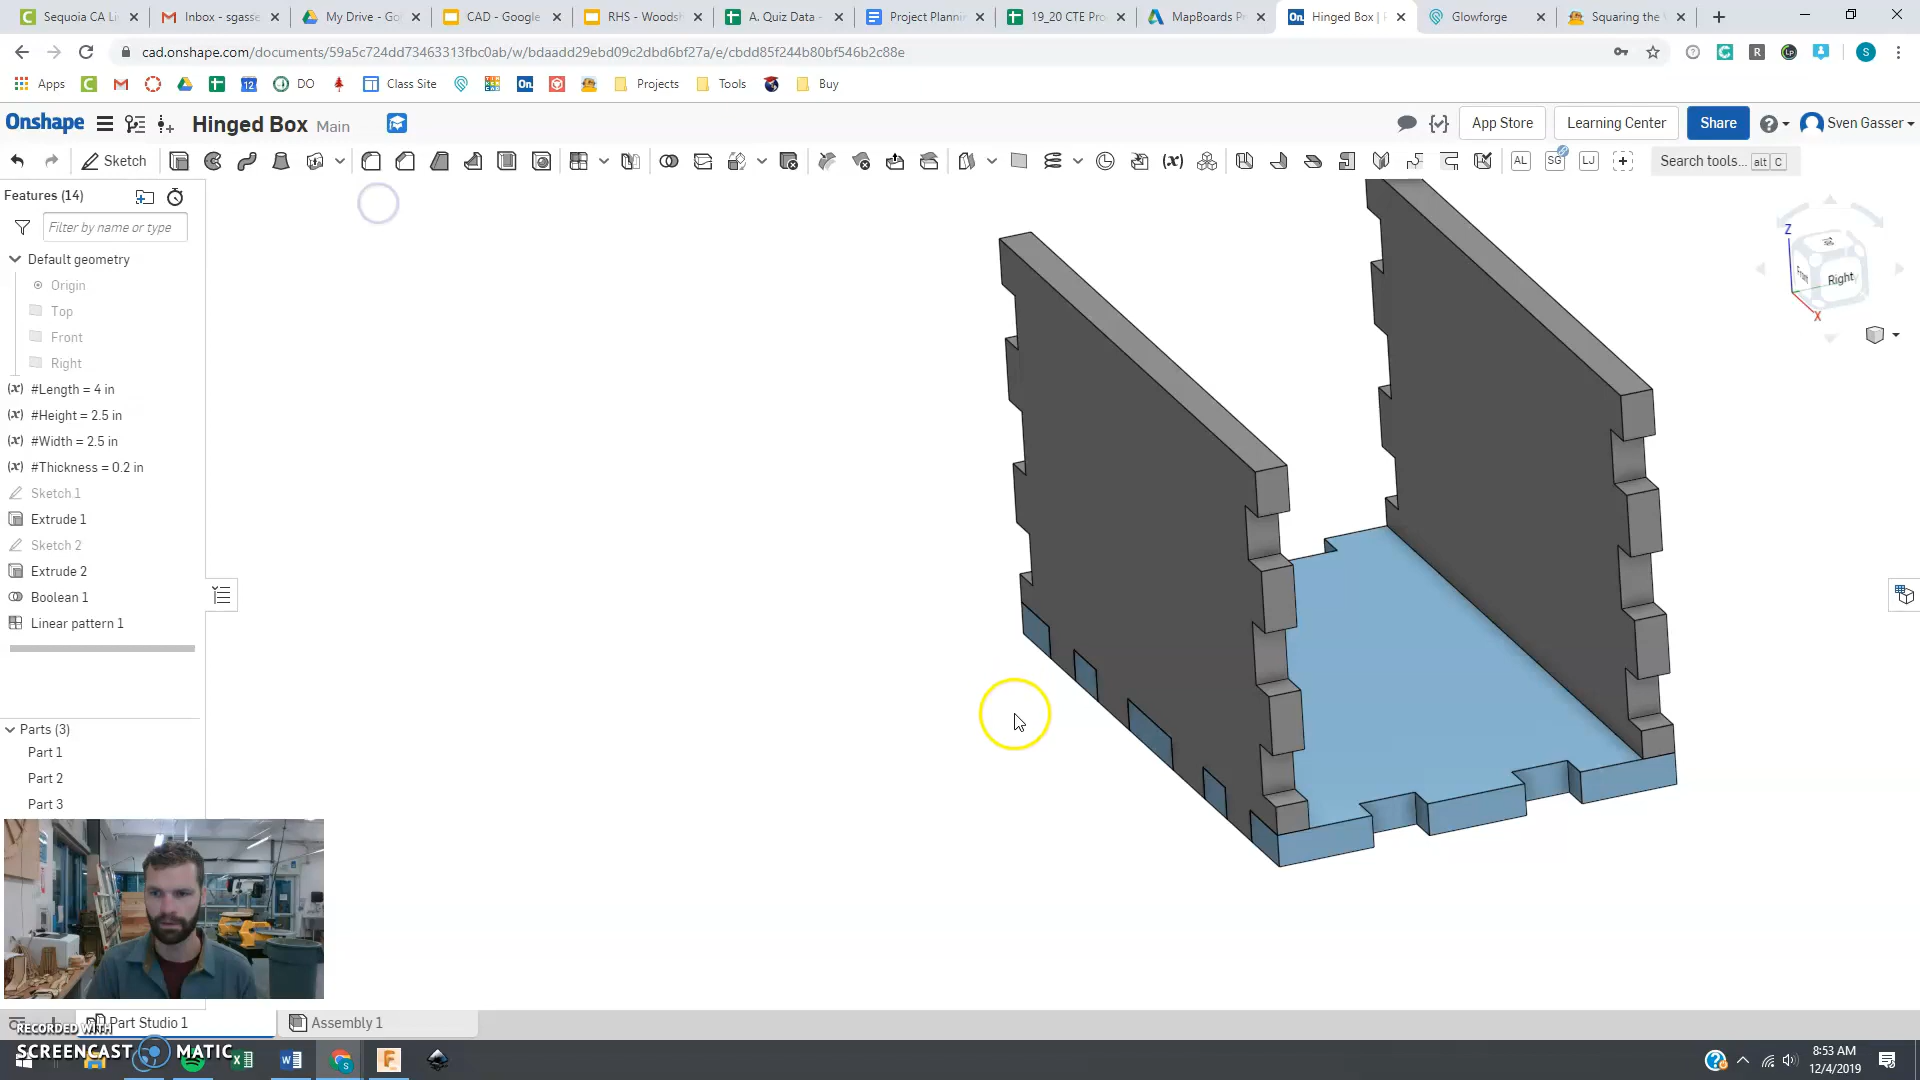 Sequoia CA Li
Inbox - sgasse
My Drive - Go
CAD - Google
RHS - Woodsh
A. Quiz Data -
Project Plannin
19_20 CTE Pro
MapBoards P
Hinged Box |
Glowforge
Squaring the
cad.onshape.com/documents/59a5c724dd73463313fbc0ab/w/bdaadd29ebd09c2dbd6bf27a/e/cbdd85f244b80bf546b2c88e
Apps
DO
Class Site
Projects
Tools
Buy
Onshape
Hinged Box Main
App Store
Learning Center
Share
Sven Gasser
Sketch
AL
SG
LJ
Search tools... alt C
Features (14)
Filter by name or type
Default geometry
Origin
Top
Front
Right
(x) #Length = 4 in
(x) #Height = 2.5 in
(x) #Width = 2.5 in
(x) #Thickness = 0.2 in
Sketch 1
Extrude 1
Sketch 2
Extrude 2
Boolean 1
Linear pattern 1
Parts (3)
Part 1
Part 2
Part 3
Z
Front
Right
X
Part Studio 1
Assembly 1
RECORDED WITH
SCREENCAST MATIC
8:53 AM
12/4/2019